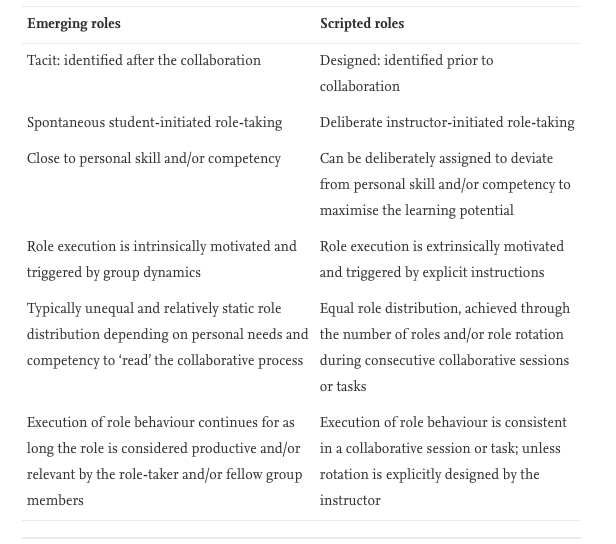 Emerging roles
Scripted roles
Tacit: identified after the collaboration
Designed: identified prior to
collaboration
Spontaneous student-initiated role-taking
Deliberate instructor-initiated role-taking
Close to personal skill and/or competency
Can be deliberately assigned to deviate
from personal skill and/or competency to
maximise the learning potential
Role execution is intrinsically motivated and
triggered by group dynamics
Role execution is extrinsically motivated
and triggered by explicit instructions
Typically unequal and relatively static role
distribution depending on personal needs and
competency to ‘read’ the collaborative process
Equal role distribution, achieved through
the number of roles and/or role rotation
during consecutive collaborative sessions
or tasks
Execution of role behaviour continues for as
long the role is considered productive and/or
relevant by the role-taker and/or fellow group
members
Execution of role behaviour is consistent
in a collaborative session or task; unless
rotation is explicitly designed by the
instructor